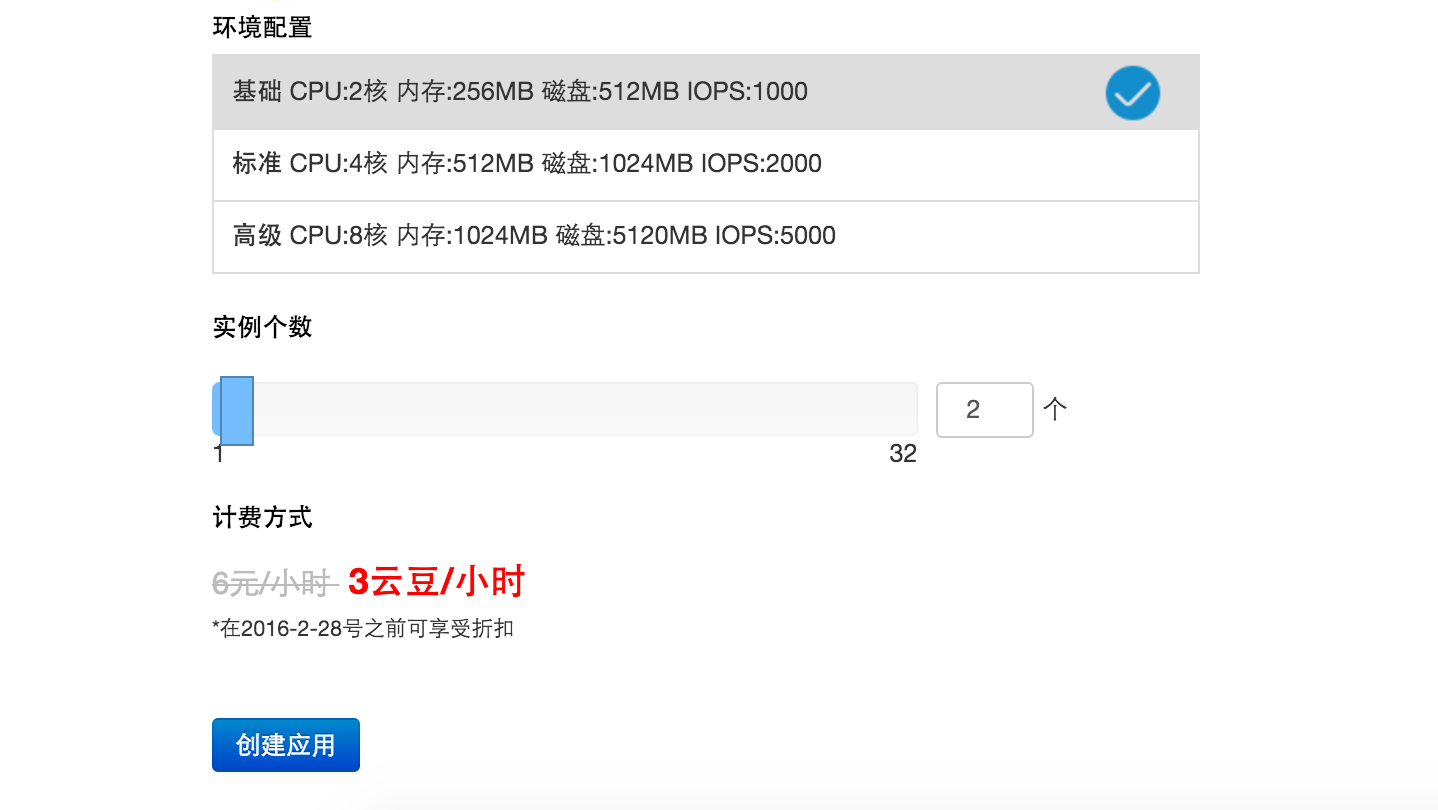 环境配置
基础 CPU:2核 内存:256MB 磁盘:512MB IOPS:1000
标准 CPU:4核 内存:512MB 磁盘:1024MB IOPS:2000
高级 CPU:8核 内存:1024MB 磁盘:5120MB IOPS:5000
实例个数
2 个
1 32
计费方式
6元/小时 3云豆/小时
*在2016-2-28号之前可享受折扣
创建应用